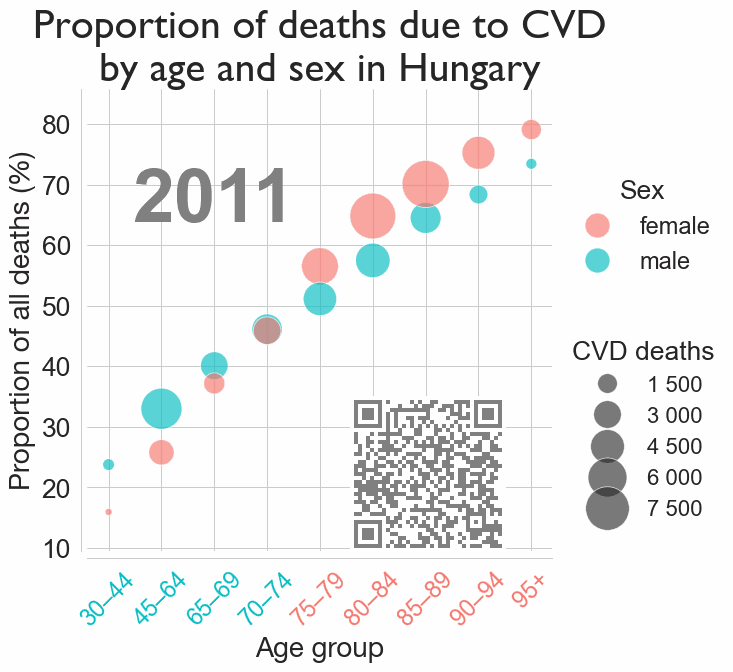 Proportion of deaths due to CVD
by age and sex in Hungary
2011
Proportion of all deaths (%)
80
70
60
50
40
30
20
10
30–44
45–64
65–69
70–74
75–79
80–84
85–89
90–94
95+
Age group
Sex
female
male
CVD deaths
1 500
3 000
4 500
6 000
7 500